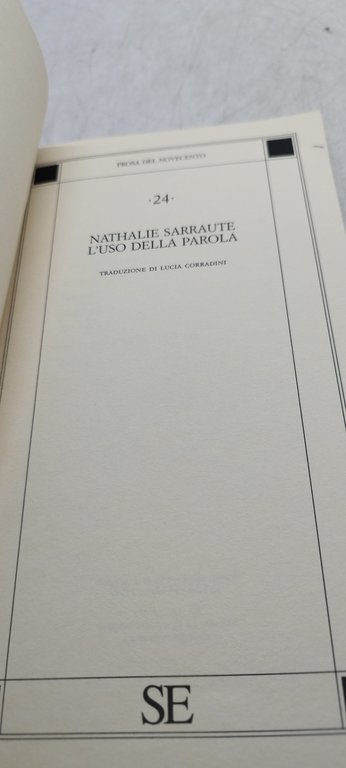 PROSA DEL NOVECENTO
·24·
NATHALIE SARRAUTE
L'USO DELLA PAROLA
TRADUZIONE DI LUCIA CORRADINI
SE